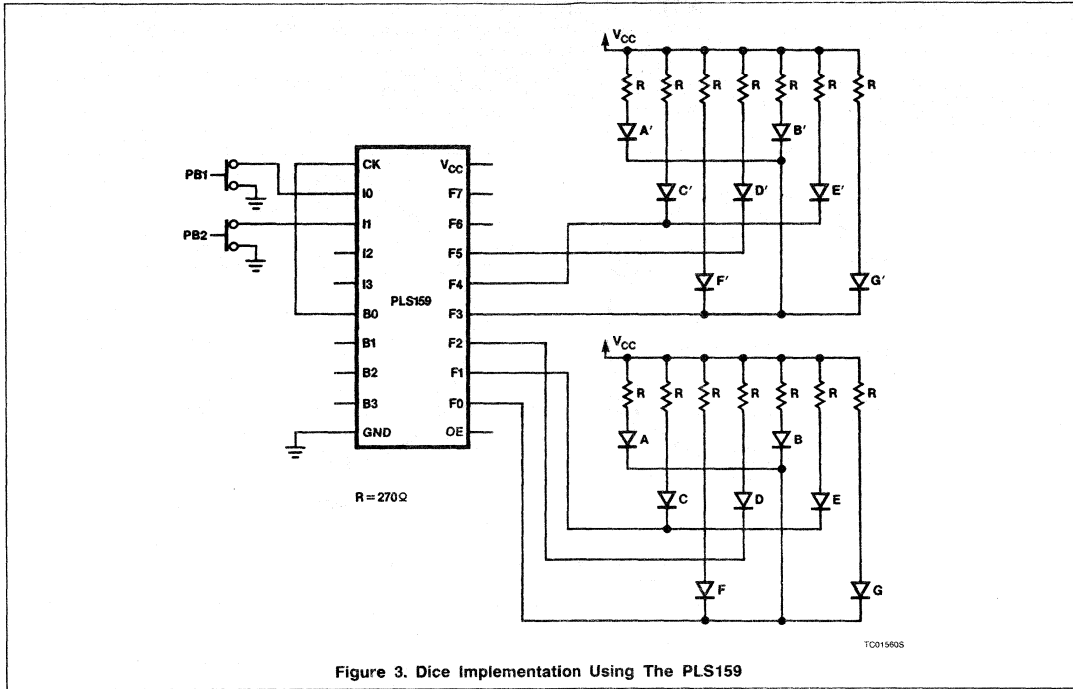 VCC
R R R R R R R
A' B'
PB1
CK VCC
I0 F7
C' D' E'
PB2
I1 F6
I2 F5
I3 F4
PLS159
F' G'
B0 F3
B1 F2
VCC
B2 F1
R R R R R R R
B3 F0
GND OE
A B
R = 270Ω
C D E
F G
TC01560S
Figure 3. Dice Implementation Using The PLS159